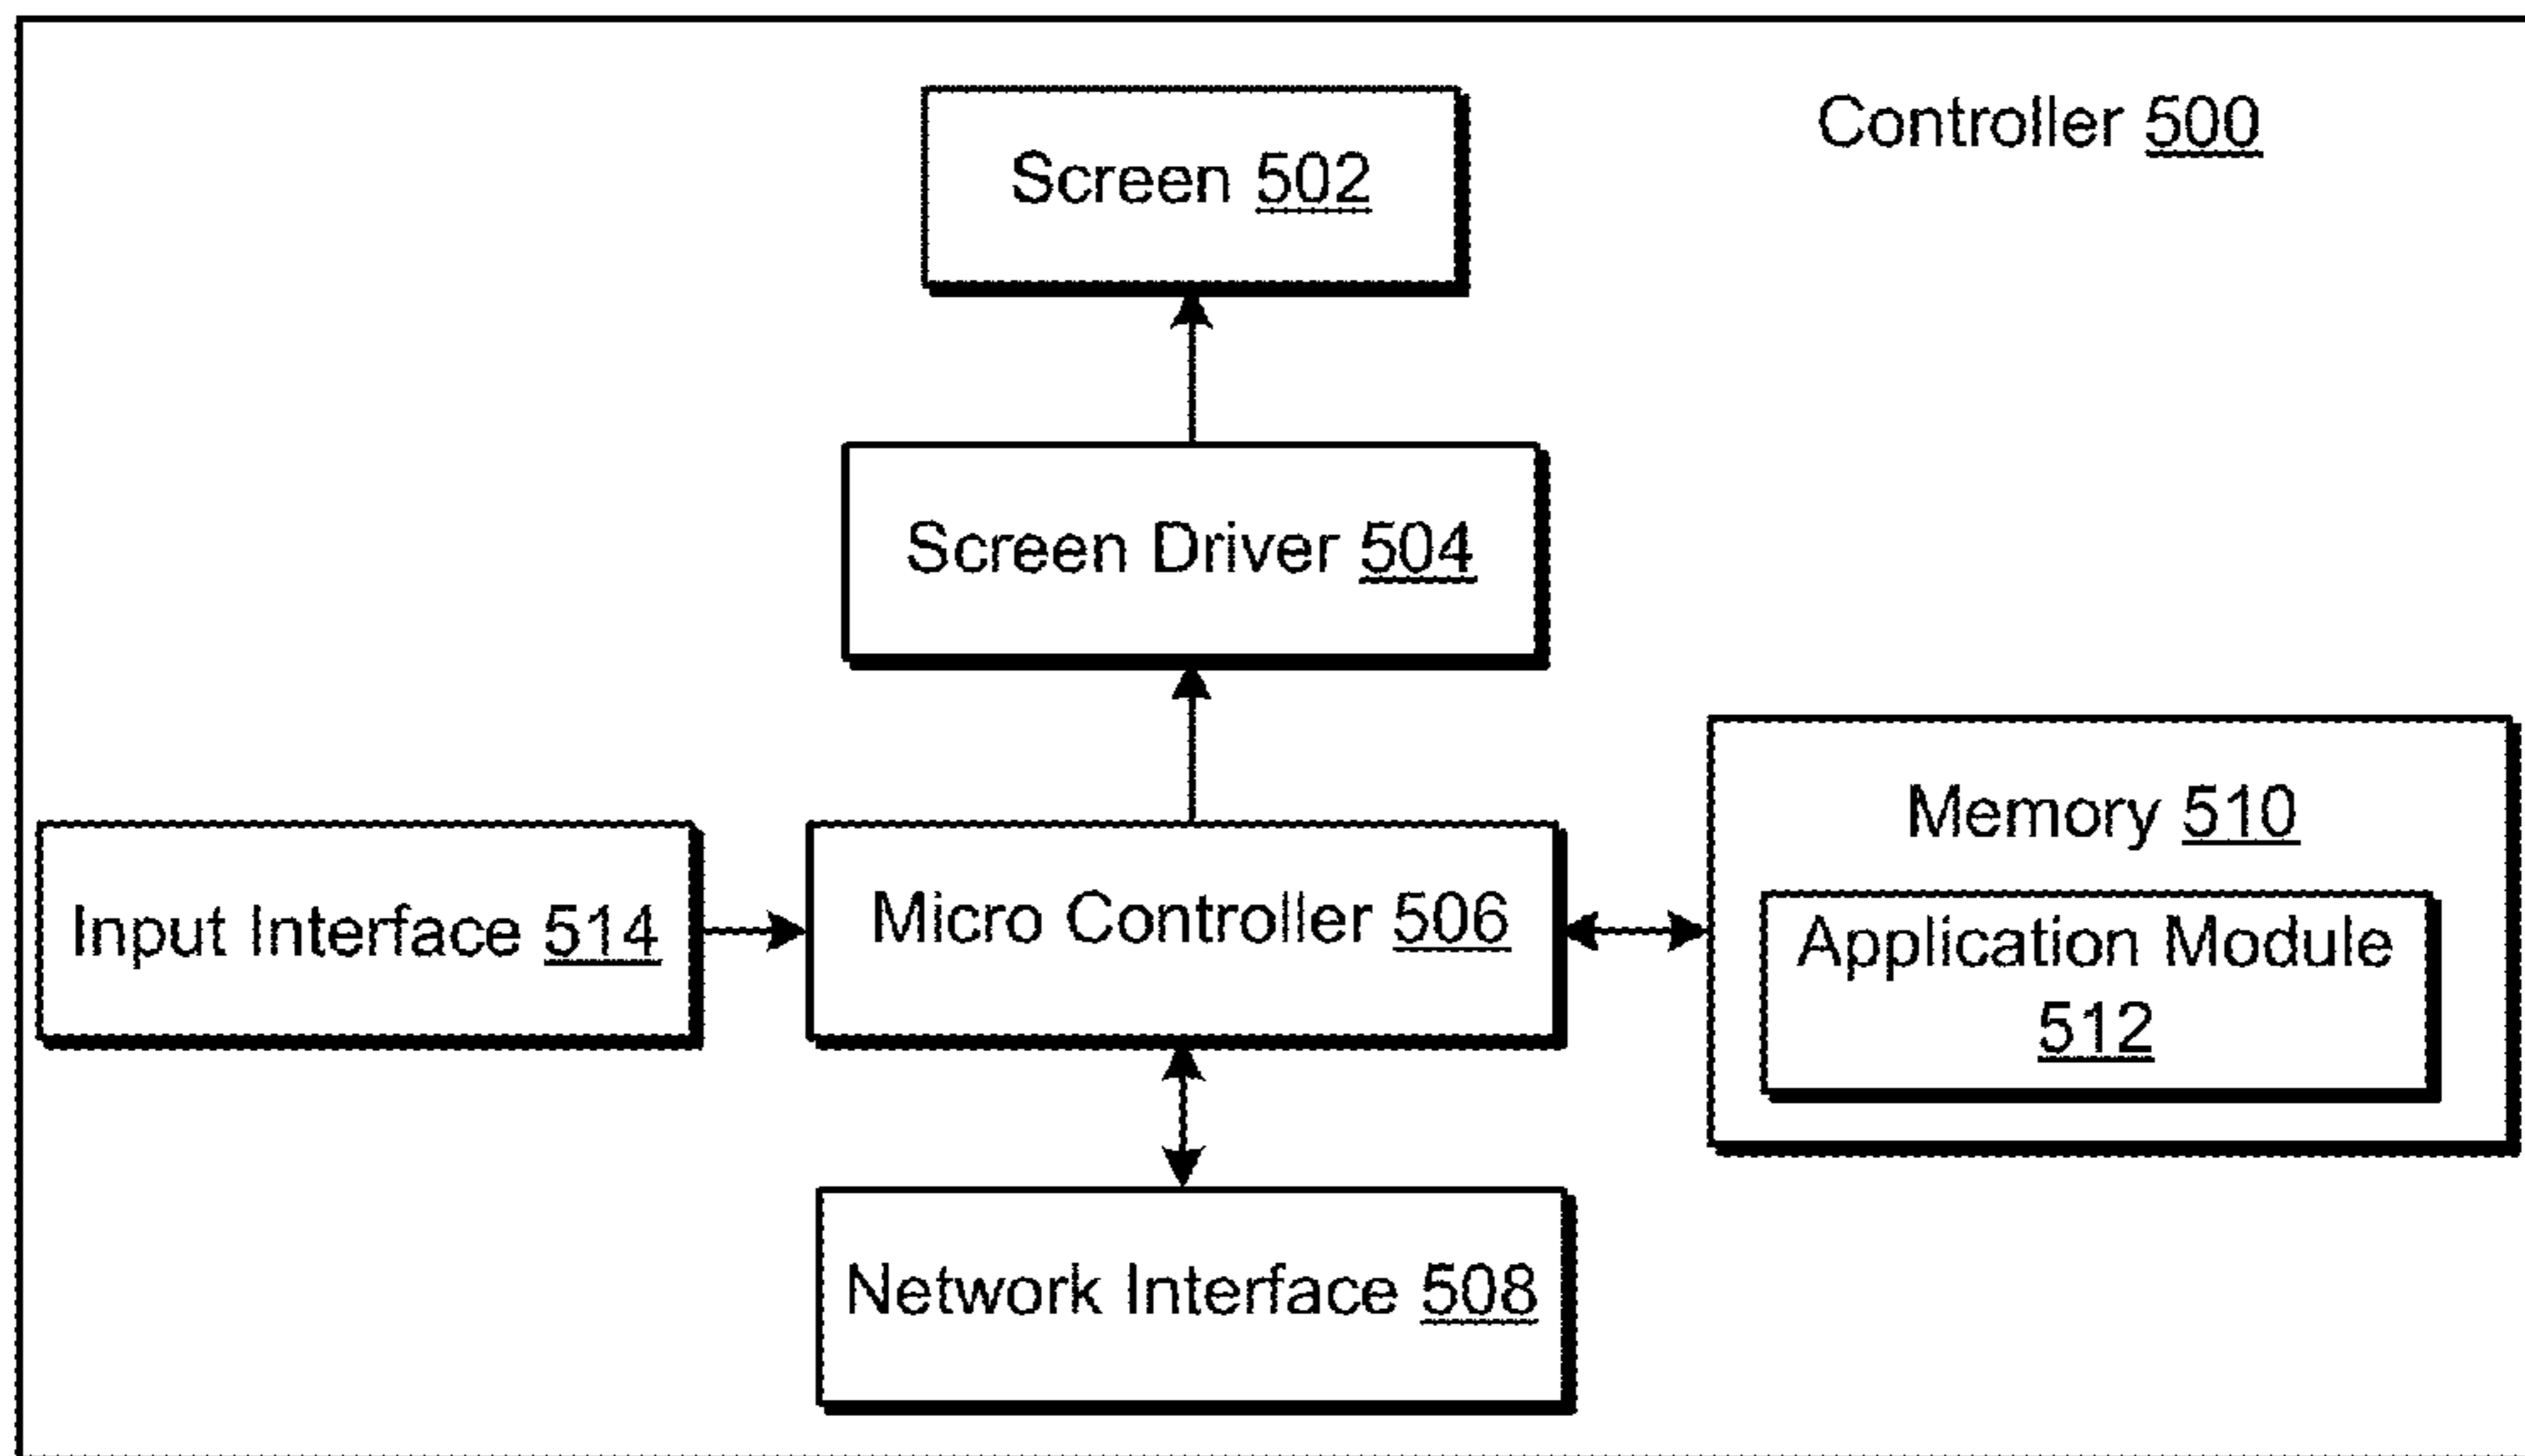 Controller 500
Screen 502
Screen Driver 504
Memory 510
Input Interface 514
Micro Controller 506
Application Module
512
Network Interface 508